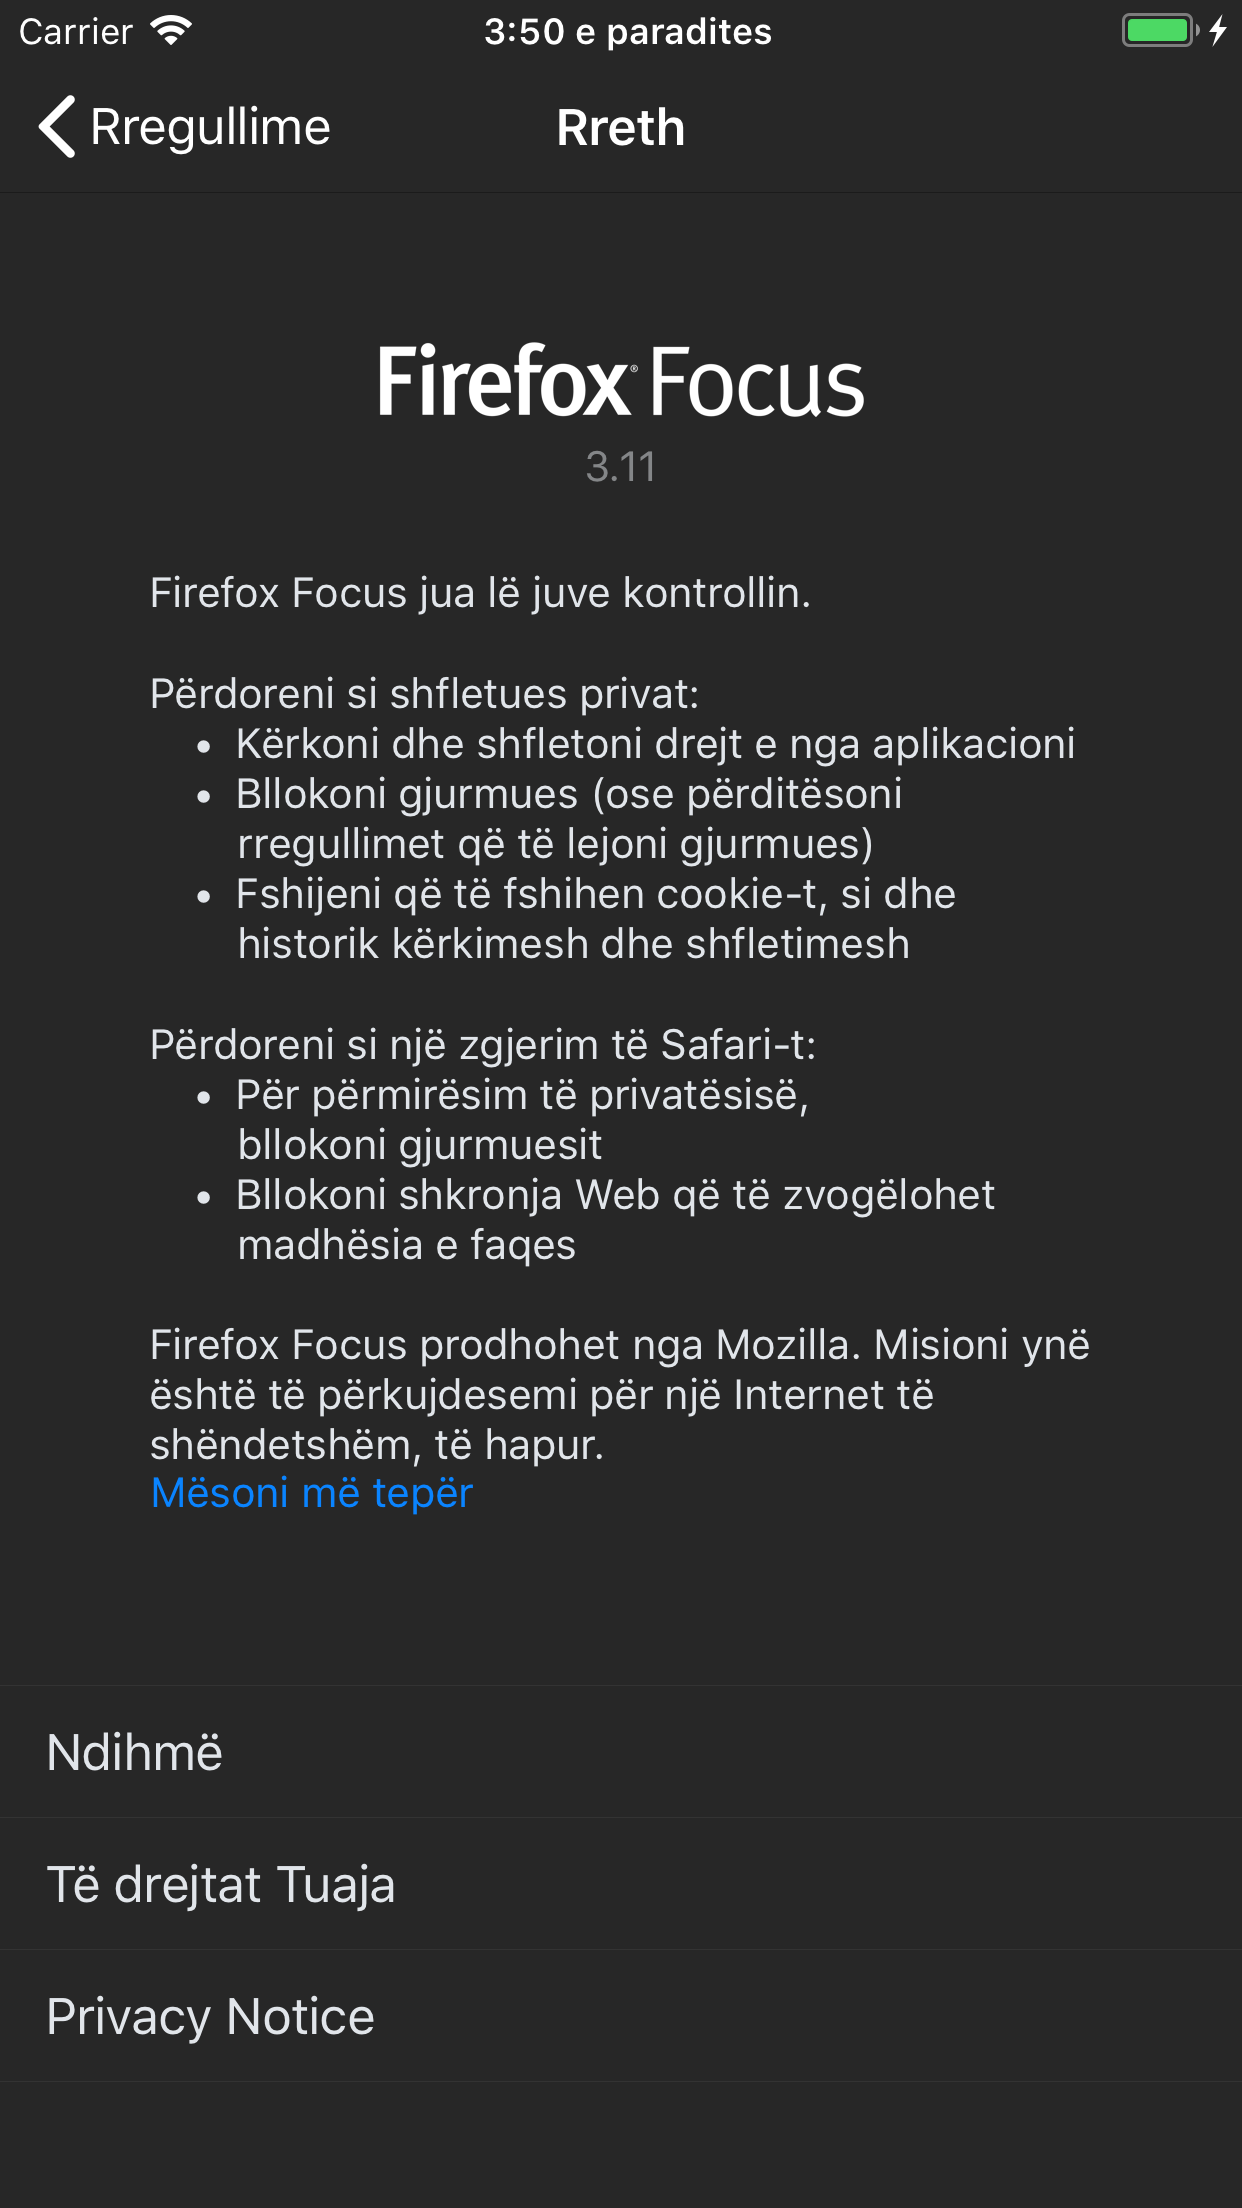 Carrier 3:50 e paradites
Rregullime Rreth
Firefox® Focus
3.11
Firefox Focus jua lë juve kontrollin.
Përdoreni si shfletues privat:
• Kërkoni dhe shfletoni drejt e nga aplikacioni
• Bllokoni gjurmues (ose përditësoni
rregullimet që të lejoni gjurmues)
• Fshijeni që të fshihen cookie-t, si dhe
historik kërkimesh dhe shfletimesh
Përdoreni si një zgjerim të Safari-t:
• Për përmirësim të privatësisë,
bllokoni gjurmuesit
• Bllokoni shkronja Web që të zvogëlohet
madhësia e faqes
Firefox Focus prodhohet nga Mozilla. Misioni ynë
është të përkujdesemi për një Internet të
shëndetshëm, të hapur.
Mësoni më tepër
Ndihmë
Të drejtat Tuaja
Privacy Notice